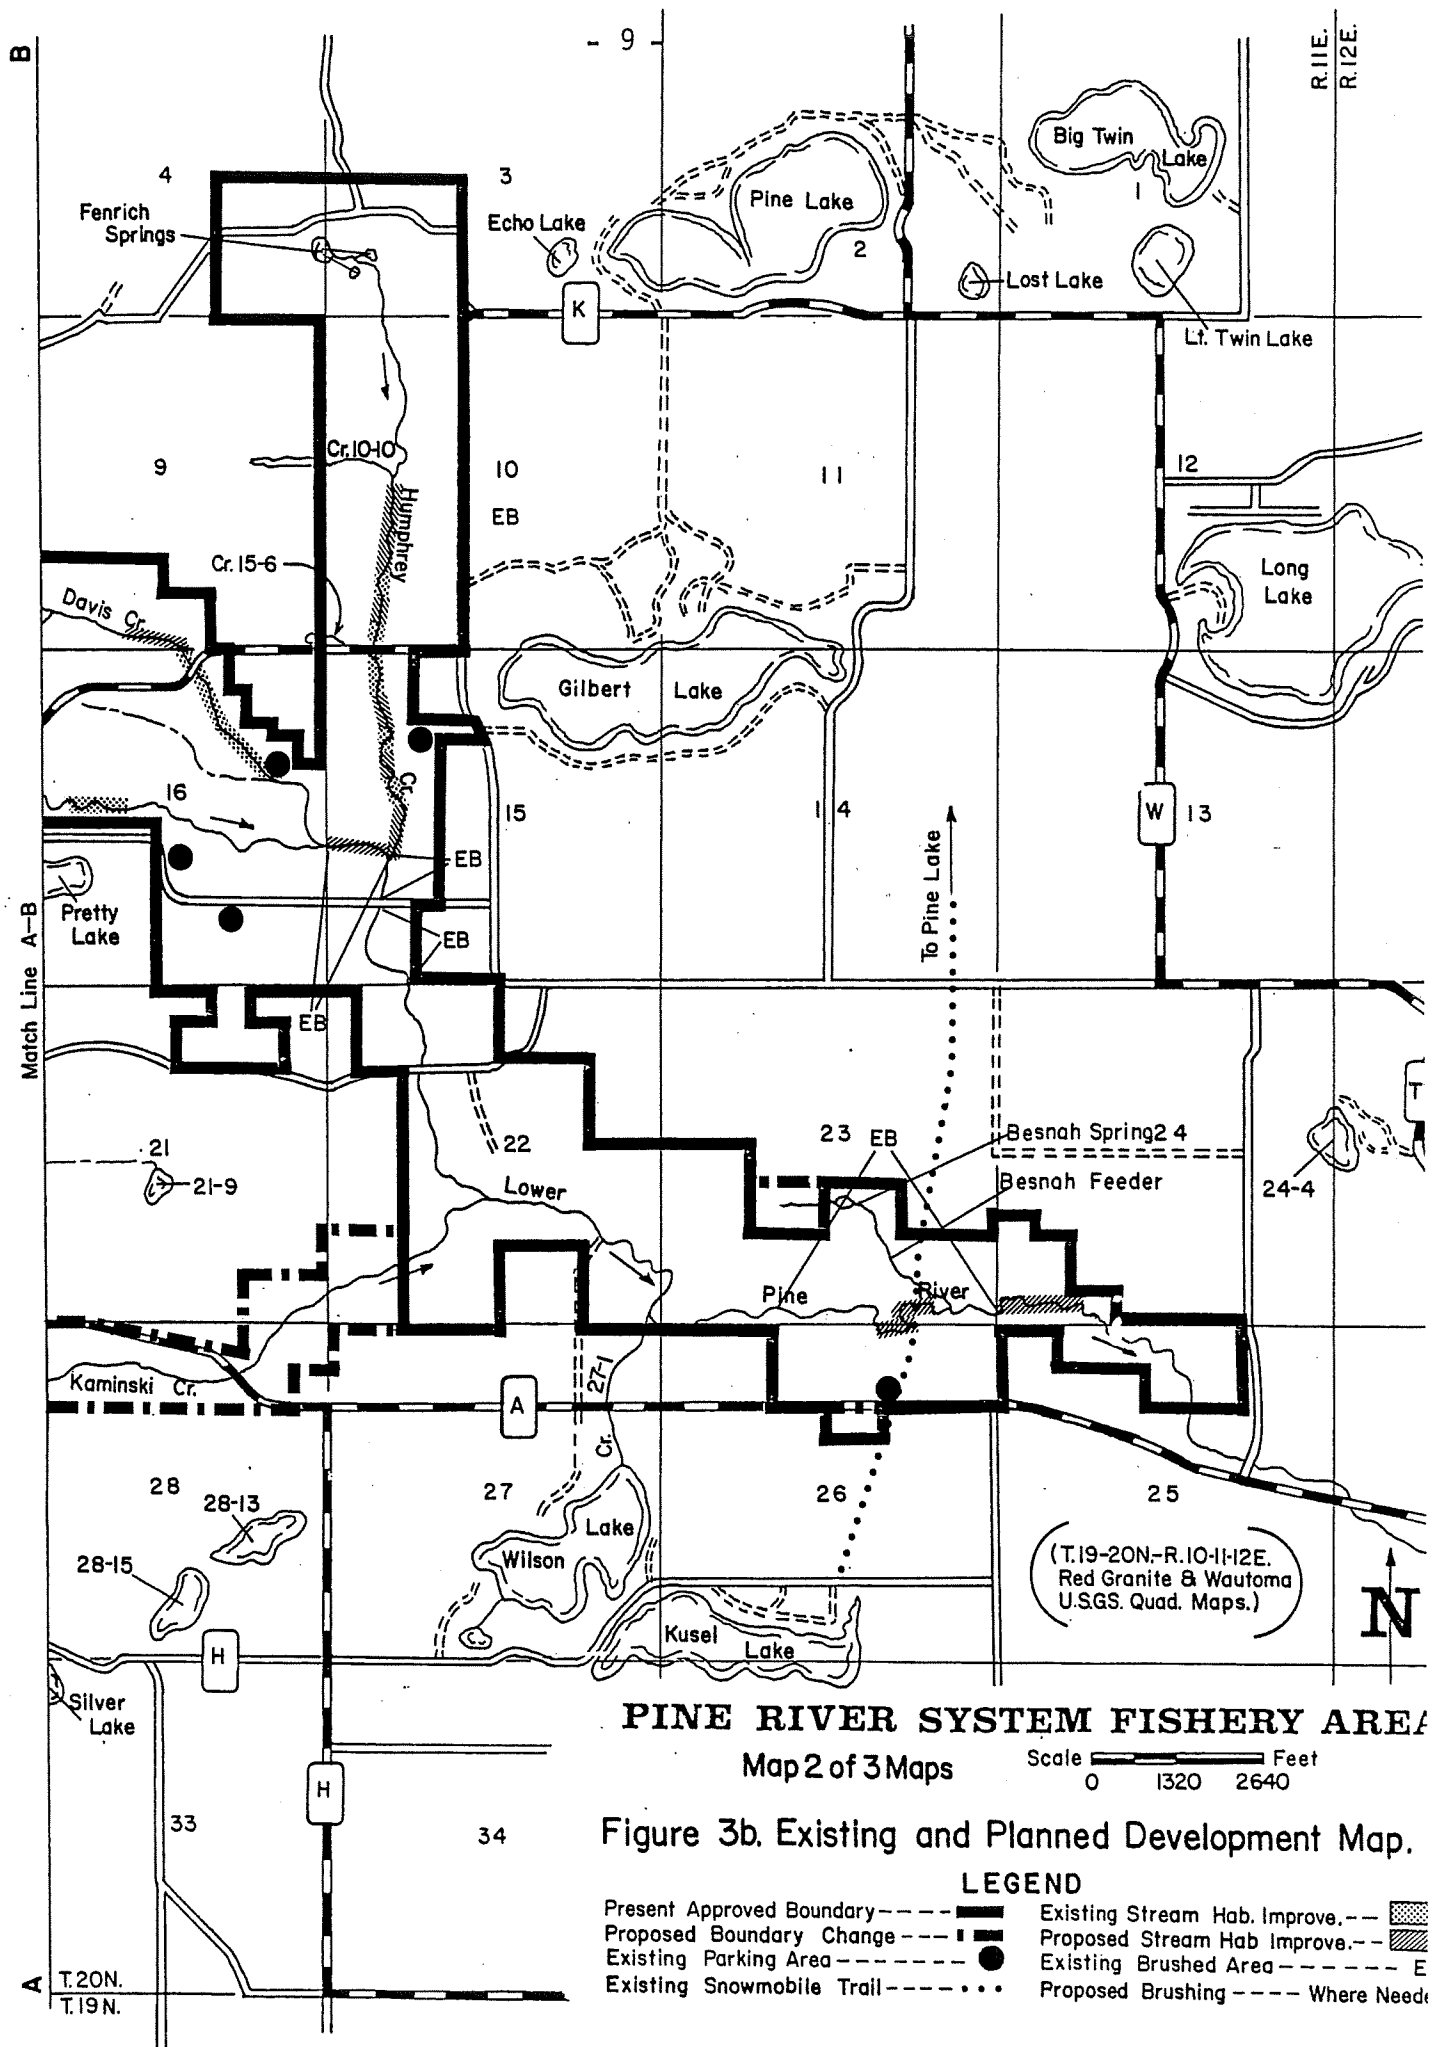 - 9 -
B
R.11E.
R.12E.
4
3
Big Twin
Lake
1
Pine Lake
2
Fenrich
Springs
Echo Lake
Lost Lake
K
Lt. Twin Lake
Cr.10-10
9
10
11
12
EB
Humphrey
Cr.
Cr. 15-6
Long
Lake
Davis Cr.
Gilbert Lake
16
15
14
W
13
EB
To Pine Lake
Pretty
Lake
EB
Match Line A-B
EB
T
21
22
23
EB
Besnah Spring
24
21-9
Lower
Besnah Feeder
24-4
Pine
River
Kaminski Cr.
27-1
Cr.
A
28
27
26
25
28-13
Lake
Wilson
28-15
(T.19-20N.-R.10-11-12E.
Red Granite & Wautoma
U.S.G.S. Quad. Maps.)
N
H
Kusel
Lake
Silver
Lake
PINE RIVER SYSTEM FISHERY AREA
Map 2 of 3 Maps
Scale
Feet
0 1320 2640
H
33
34
Figure 3b. Existing and Planned Development Map.
LEGEND
Present Approved Boundary----
Proposed Boundary Change---
Existing Parking Area--------
Existing Snowmobile Trail----
Existing Stream Hab. Improve.--
Proposed Stream Hab Improve.--
Existing Brushed Area------- E
Proposed Brushing ---- Where Neede
A
T.20N.
T.19N.